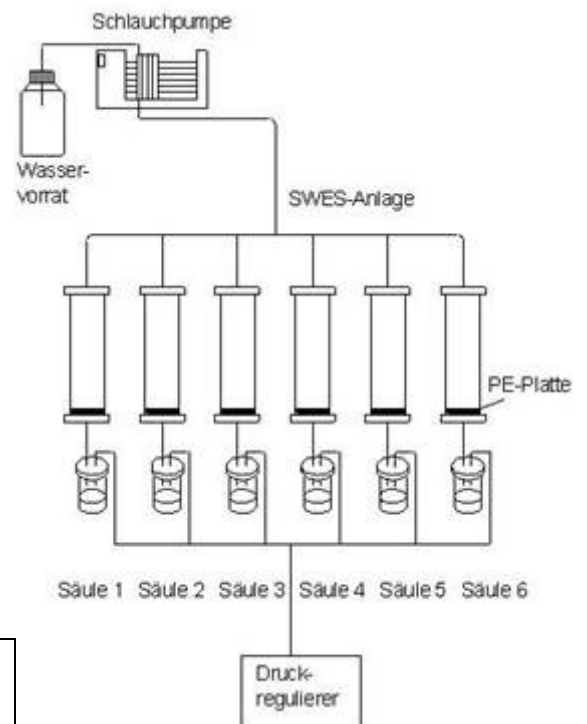 Schlauchpumpe
Wasser-
vorrat
SWES-Anlage
PE-Platte
Säule 1 Säule 2 Säule 3 Säule 4 Säule 5 Säule 6
Druck-
regulierer